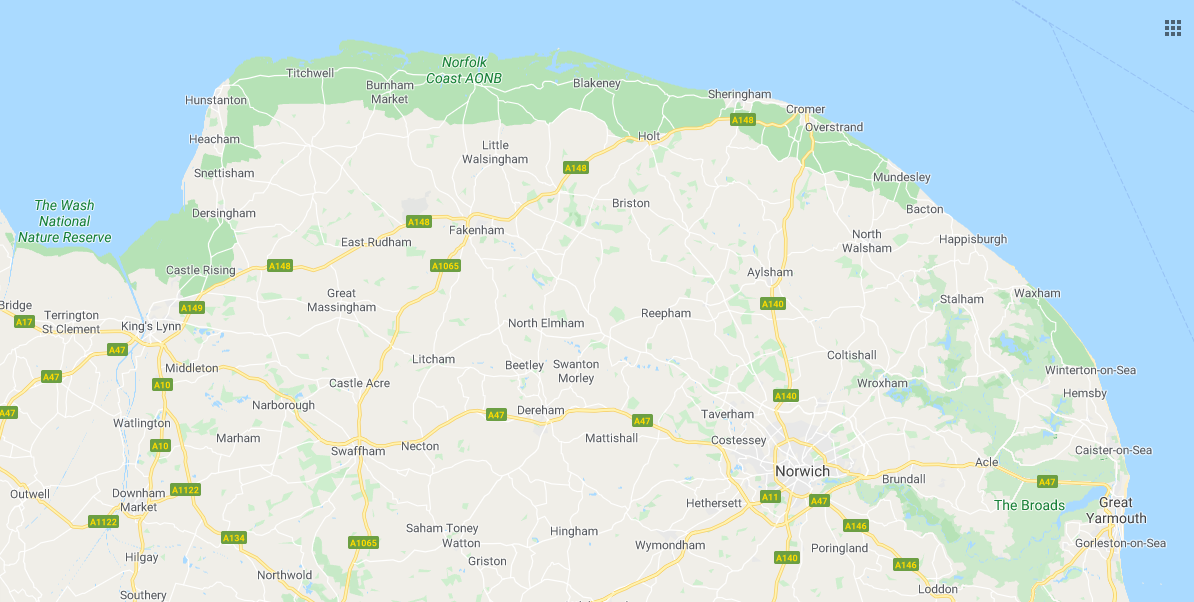 Norfolk
Coast AONB
Titchwell
Burnham
Market
Blakeney
Hunstanton
Sheringham
Cromer
A148
Overstrand
Heacham
Holt
Little
Walsingham
A148
Snettisham
Mundesley
The Wash
National
Nature Reserve
Dersingham
Briston
Bacton
A148
Fakenham
East Rudham
North
Walsham
Happisburgh
Castle Rising
A148
A1065
Aylsham
Great
Massingham
Stalham
Waxham
Bridge
A149
A140
Terrington
St Clement
A17
King's Lynn
North Elmham
Reepham
A47
Litcham
Beetley
Swanton
Morley
Coltishall
Middleton
Winterton-on-Sea
A47
A10
Castle Acre
Wroxham
Hemsby
Narborough
A140
A47
A47
Dereham
A47
Taverham
Watlington
Marham
Necton
Mattishall
Costessey
A10
Swaffham
Caister-on-Sea
Norwich
Acle
Brundall
A47
Outwell
Downham
Market
A1122
A11
A47
Hethersett
The Broads
Great
Yarmouth
A1122
A134
A1065
Saham Toney
Watton
Hingham
Wymondham
A146
Poringland
Gorleston-on-Sea
Hilgay
Griston
A140
A146
Northwold
Southery
Loddon